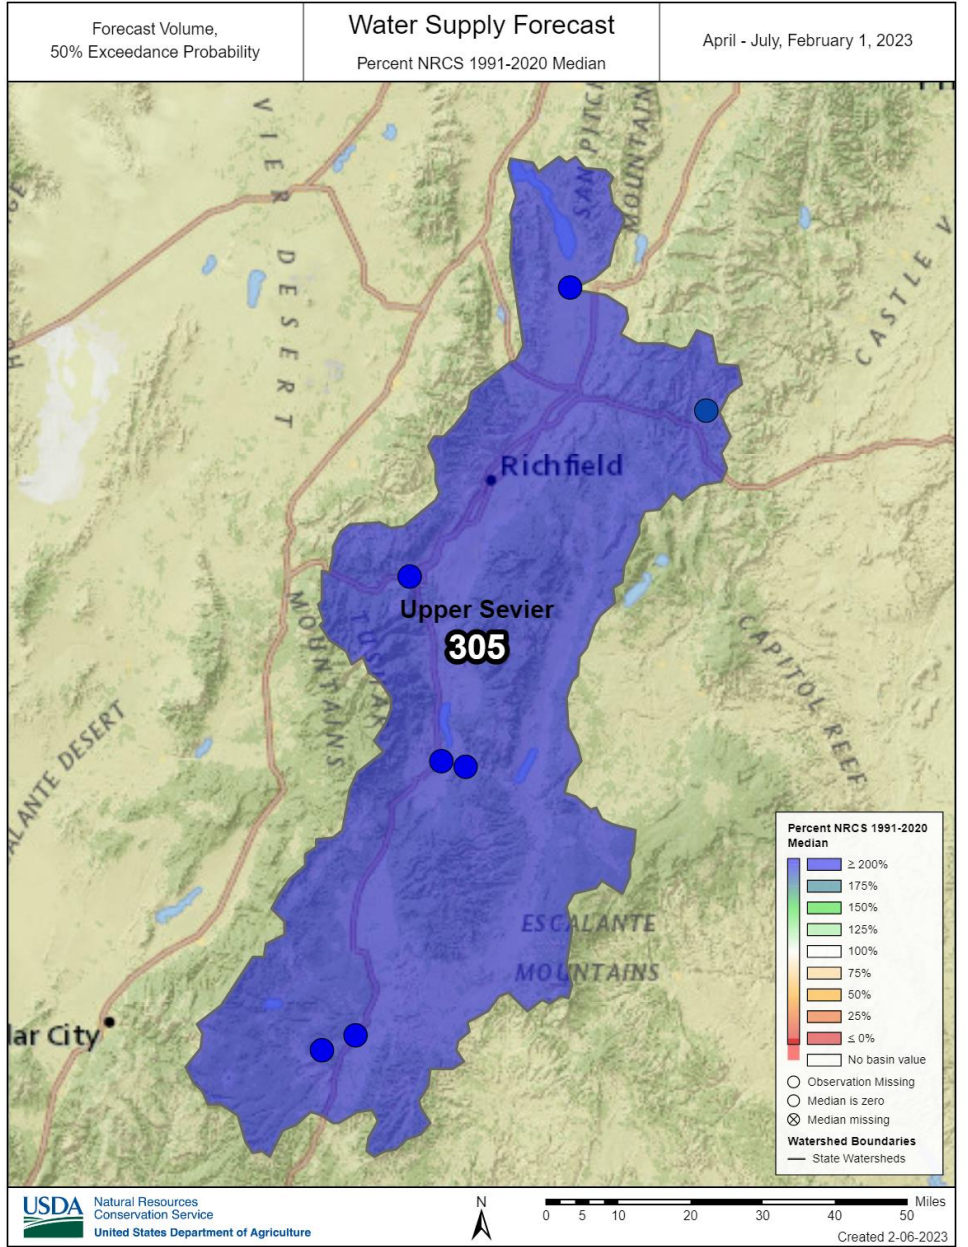 Forecast Volume,
50% Exceedance Probability
Water Supply Forecast
Percent NRCS 1991-2020 Median
April - July, February 1, 2023
VIER DESERT
SAN PITCH
MOUNTAIN
CASTLE V
Richfield
Upper Sevier
305
TUSHAR
MOUNTAINS
CAPITOL REEF
ALANTE DESERT
ESCALANTE
MOUNTAINS
lar City
Percent NRCS 1991-2020
Median
≥ 200%
175%
150%
125%
100%
75%
50%
25%
≤ 0%
No basin value
Observation Missing
Median is zero
Median missing
Watershed Boundaries
State Watersheds
USDA
Natural Resources
Conservation Service
United States Department of Agriculture
N
0 5 10 20 30 40 50 Miles
Created 2-06-2023